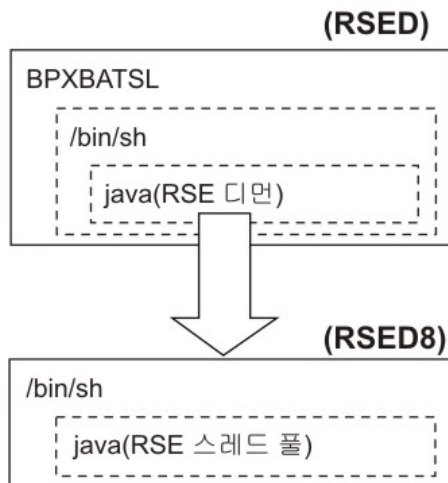 (RSED)
BPXBATSL
/bin/sh
java(RSE 디먼)
(RSED8)
/bin/sh
java(RSE 스레드 풀)